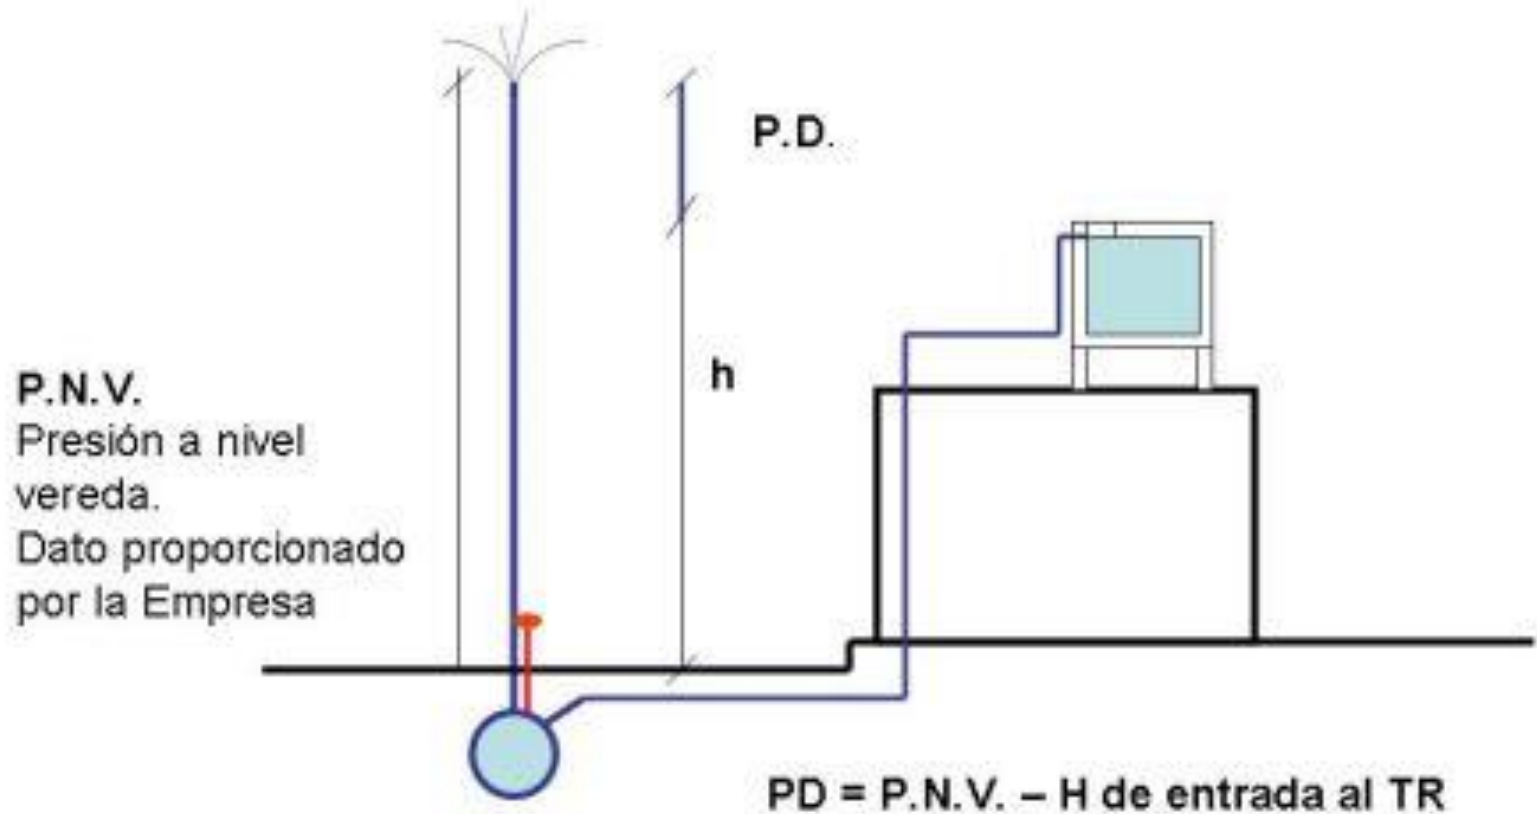 P.D.
h
P.N.V.
Presión a nivel
vereda.
Dato proporcionado
por la Empresa
PD = P.N.V. – H de entrada al TR